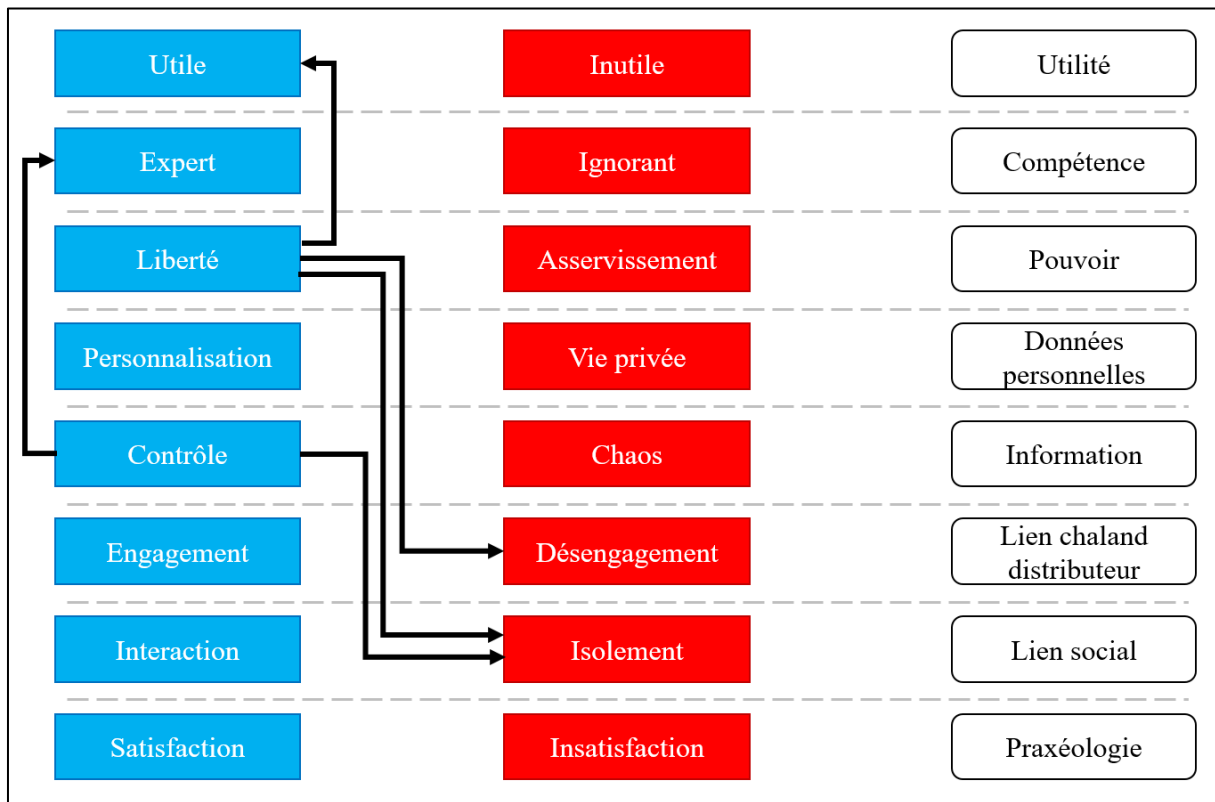 Utile
Inutile
Utilité
Expert
Ignorant
Compétence
Liberté
Asservissement
Pouvoir
Personnalisation
Vie privée
Données
personnelles
Contrôle
Chaos
Information
Engagement
Désengagement
Lien chaland
distributeur
Interaction
Isolement
Lien social
Satisfaction
Insatisfaction
Praxéologie